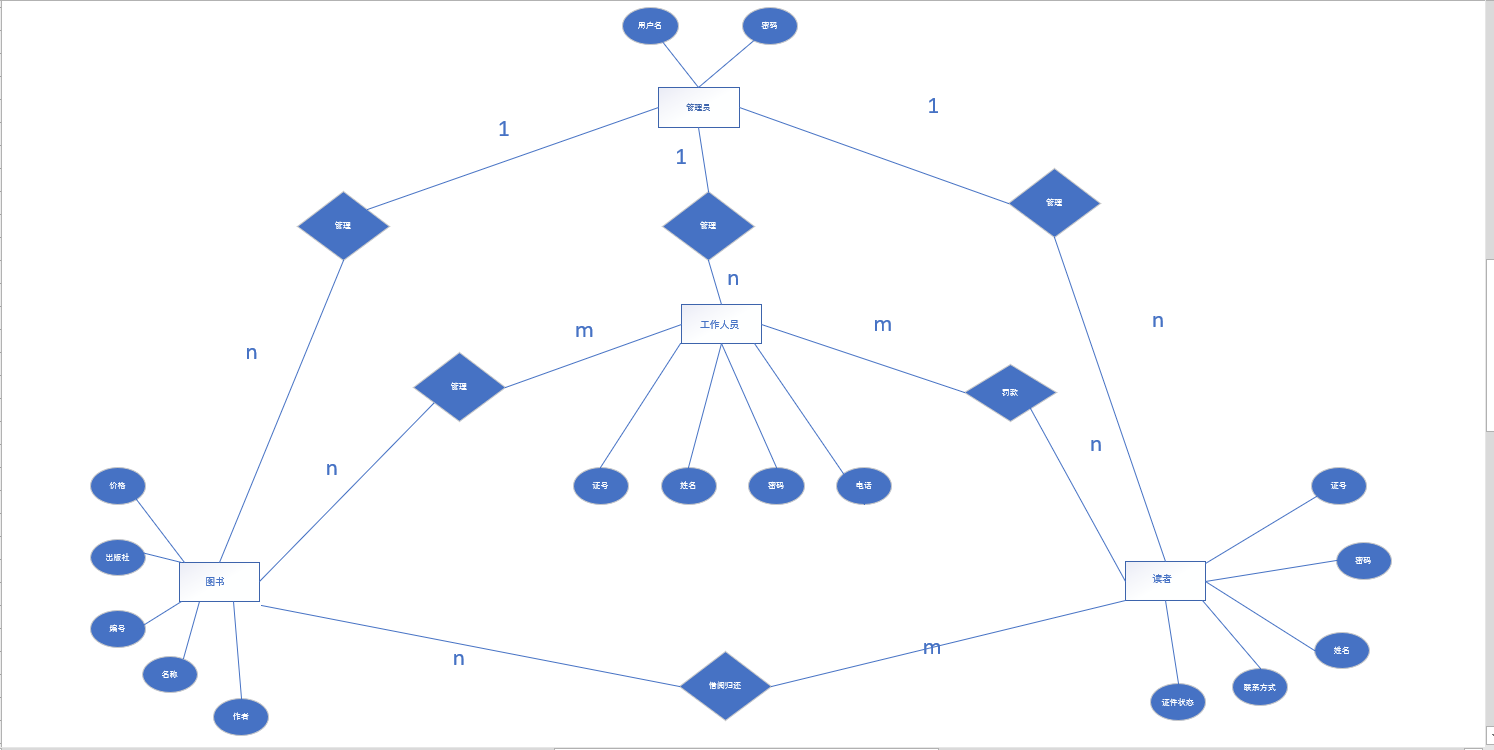 用户名
密码
管理员
1
1
1
管理
管理
管理
n
n
n
工作人员
m
m
管理
罚款
n
n
证号
姓名
密码
电话
价格
出版社
编号
名称
作者
图书
读者
证号
密码
姓名
联系方式
证件状态
n
m
借阅归还